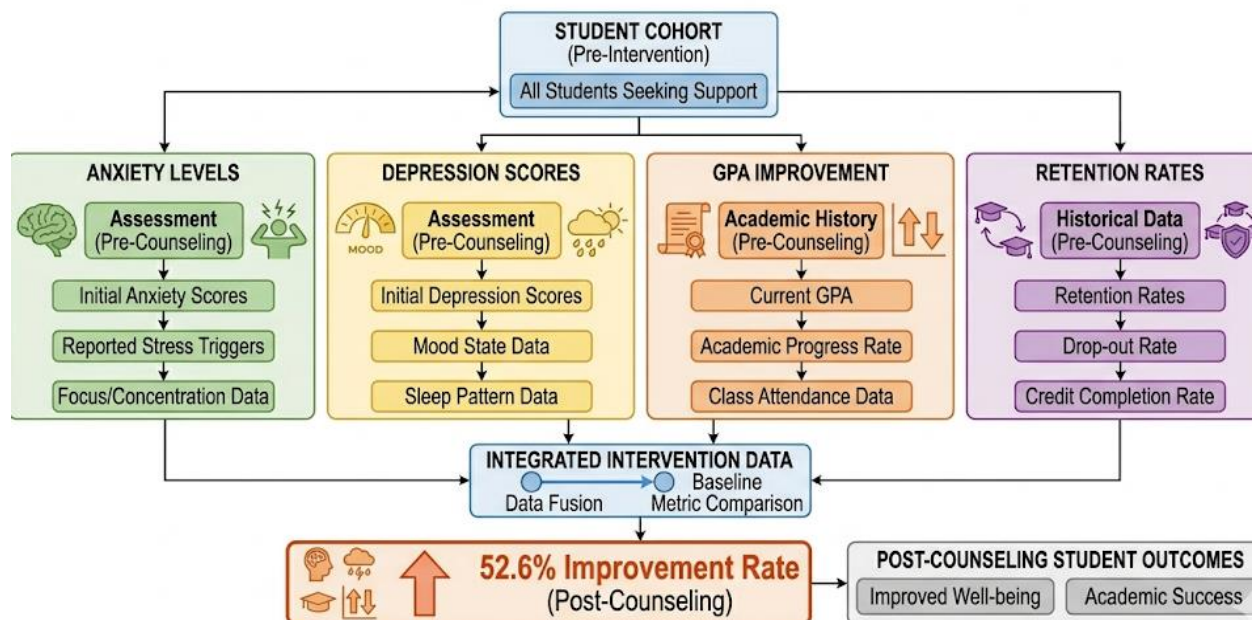 STUDENT COHORT
(Pre-Intervention)
All Students Seeking Support
ANXIETY LEVELS
Assessment
(Pre-Counseling)
Initial Anxiety Scores
Reported Stress Triggers
Focus/Concentration Data
DEPRESSION SCORES
MOOD
Assessment
(Pre-Counseling)
Initial Depression Scores
Mood State Data
Sleep Pattern Data
GPA IMPROVEMENT
Academic History
(Pre-Counseling)
Current GPA
Academic Progress Rate
Class Attendance Data
RETENTION RATES
Historical Data
(Pre-Counseling)
Retention Rates
Drop-out Rate
Credit Completion Rate
INTEGRATED INTERVENTION DATA
Data Fusion
Baseline
Metric Comparison
52.6% Improvement Rate
(Post-Counseling)
POST-COUNSELING STUDENT OUTCOMES
Improved Well-being
Academic Success